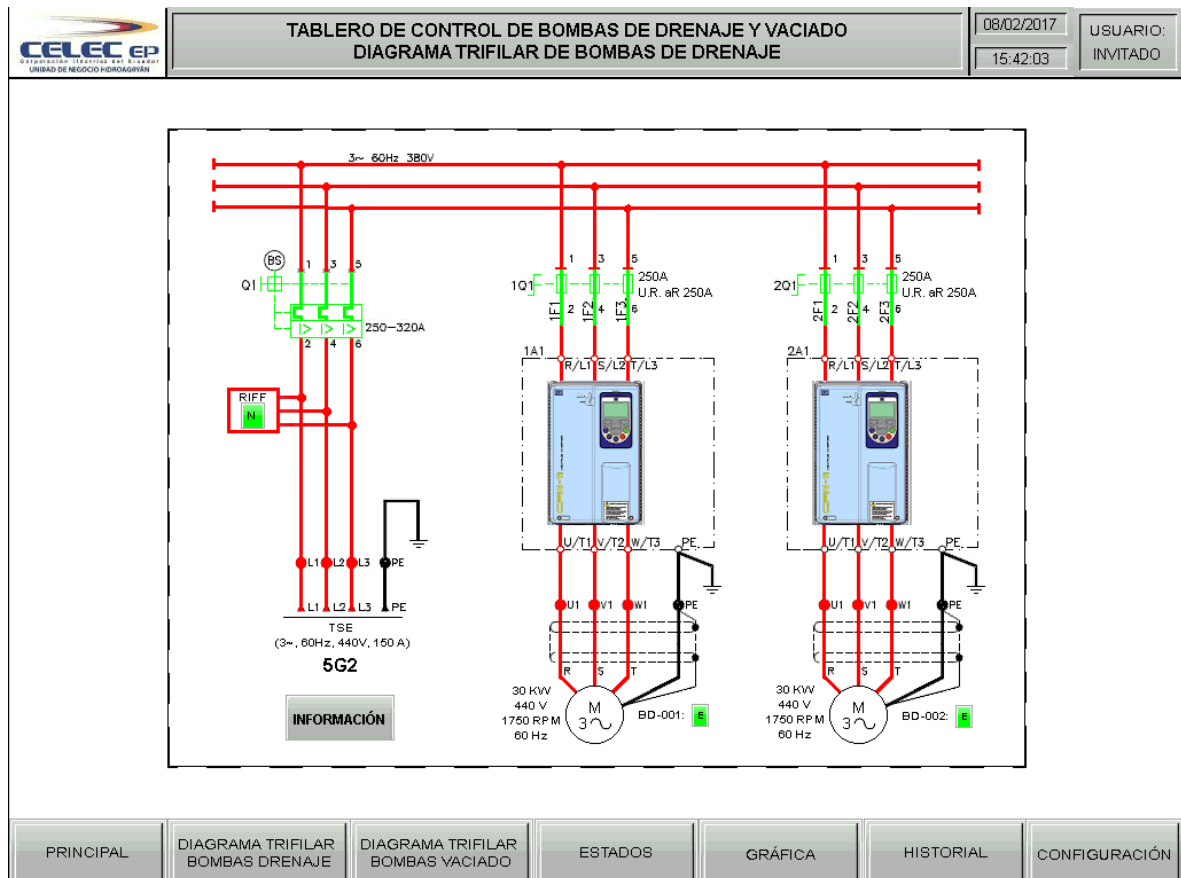 CELEC EP
Corporación Eléctrica del Ecuador
UNIDAD DE NEGOCIO HIDROAGOYÁN
TABLERO DE CONTROL DE BOMBAS DE DRENAJE Y VACIADO
DIAGRAMA TRIFILAR DE BOMBAS DE DRENAJE
08/02/2017
15:42:03
USUARIO:
INVITADO
3~ 60Hz 380V
BS
Q1
1 3 5
250-320A
2 4 6
RIFF
N
L1 L2 L3 PE
L1 L2 L3 PE
TSE
(3~, 60Hz, 440V, 150 A)
5G2
INFORMACIÓN
1Q1
1 3 5
250A
U.R. aR 250A
1F1 2 1F2 4 1F3 6
1A1
R/L1 S/L2 T/L3
U/T1 V/T2 W/T3 PE
U1 V1 W1 PE
R S T
30 KW
440 V
1750 RPM
60 Hz
M
3~
BD-001: E
2Q1
1 3 5
250A
U.R. aR 250A
2F1 2 2F2 4 2F3 6
2A1
R/L1 S/L2 T/L3
U/T1 V/T2 W/T3 PE
U1 V1 W1 PE
R S T
30 KW
440 V
1750 RPM
60 Hz
M
3~
BD-002: E
PRINCIPAL
DIAGRAMA TRIFILAR
BOMBAS DRENAJE
DIAGRAMA TRIFILAR
BOMBAS VACIADO
ESTADOS
GRÁFICA
HISTORIAL
CONFIGURACIÓN